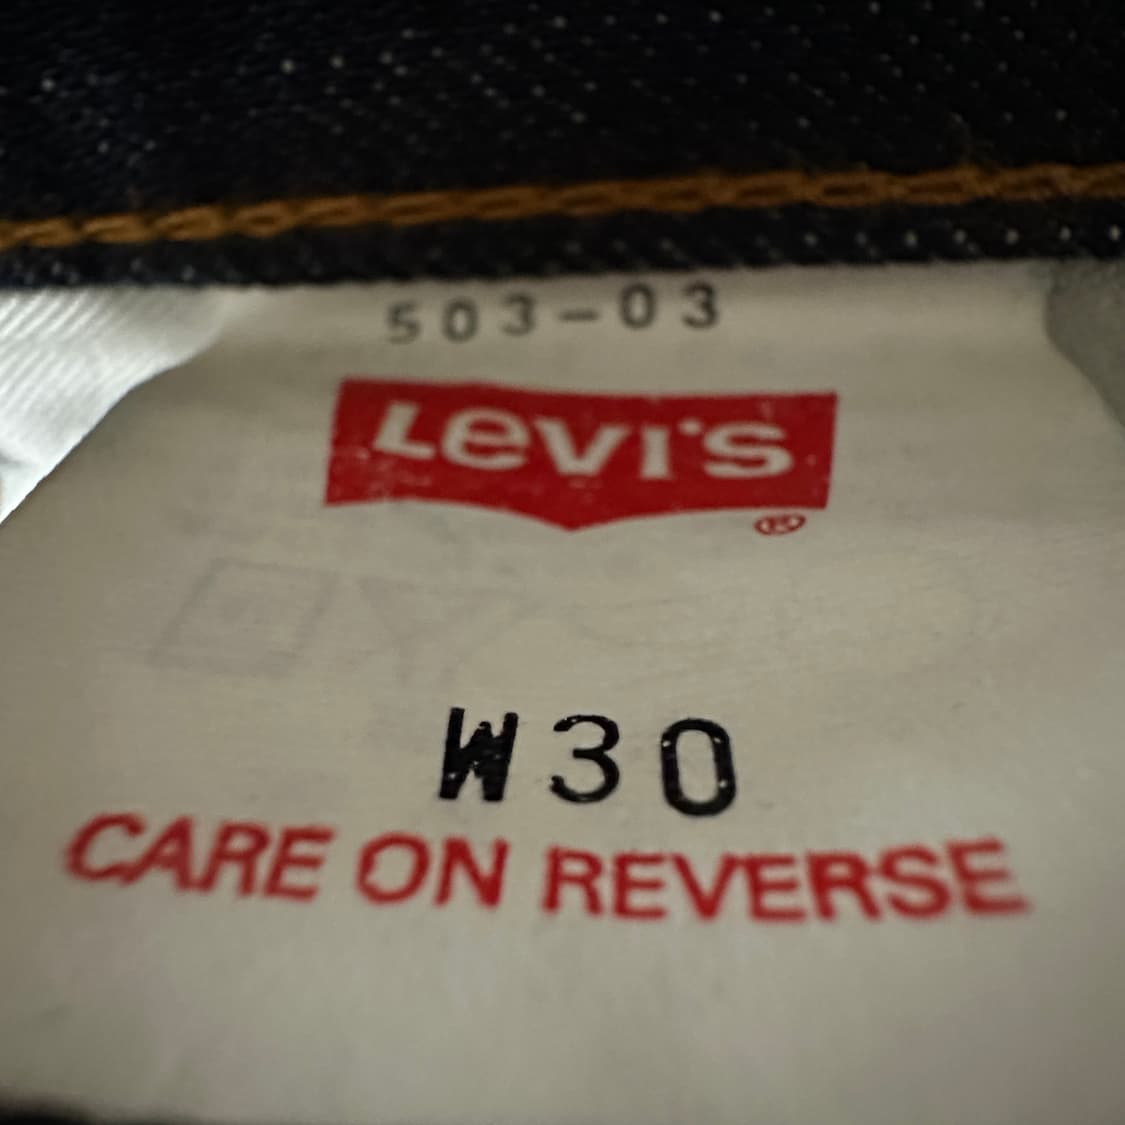 503-03
LEVI'S
®
W30
CARE ON REVERSE